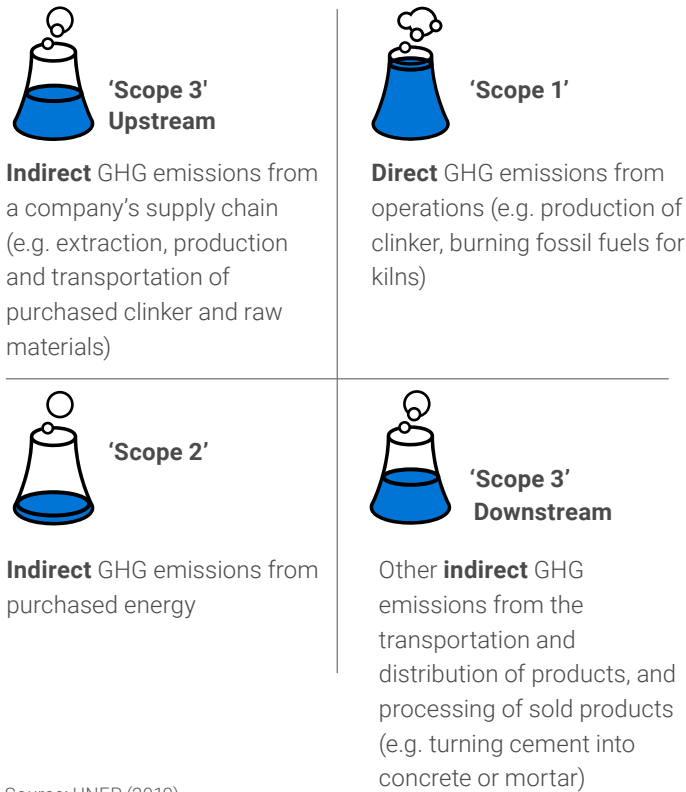 ‘Scope 3'
Upstream
Indirect GHG emissions from
a company’s supply chain
(e.g. extraction, production
and transportation of
purchased clinker and raw
materials)
‘Scope 1’
Direct GHG emissions from
operations (e.g. production of
clinker, burning fossil fuels for
kilns)
‘Scope 2’
Indirect GHG emissions from
purchased energy
‘Scope 3’
Downstream
Other indirect GHG
emissions from the
transportation and
distribution of products, and
processing of sold products
(e.g. turning cement into
concrete or mortar)
Source: UNEP (2019)